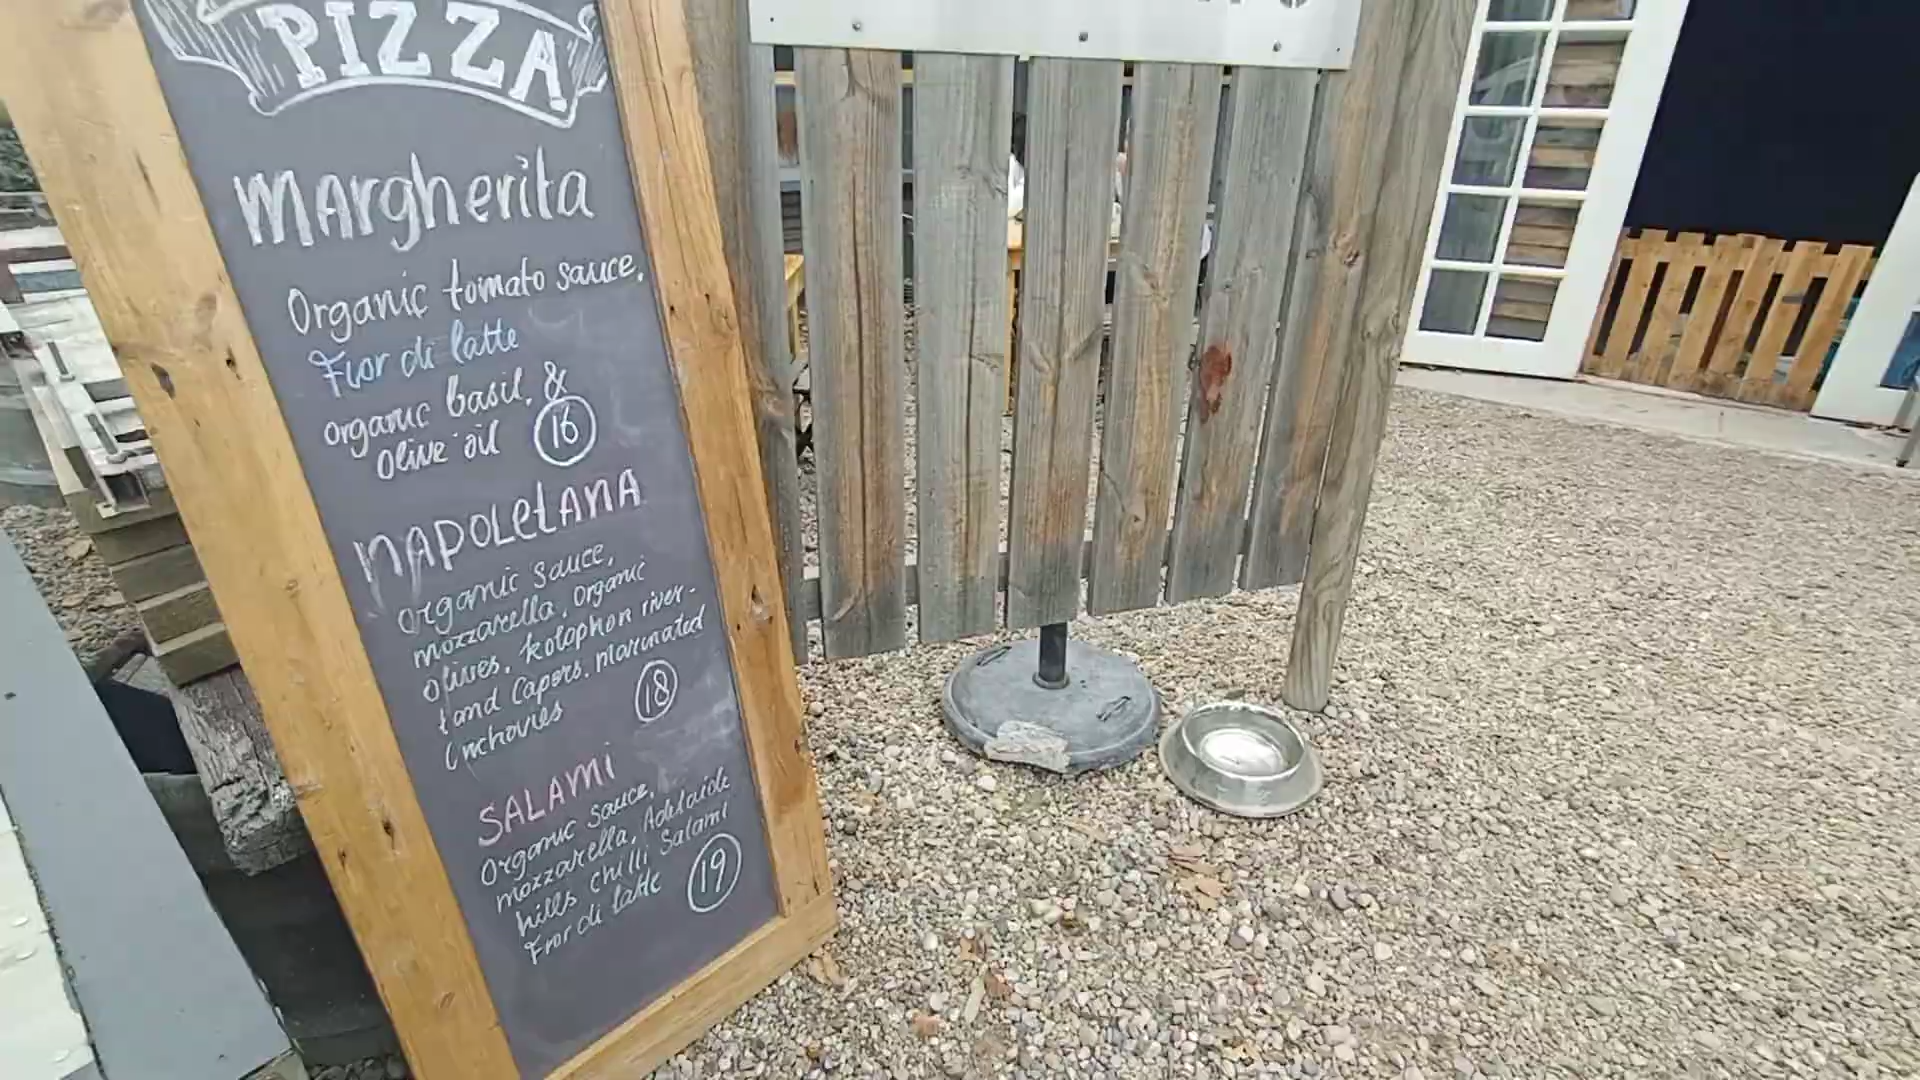 PIZZA
Margherita
Organic tomato sauce.
Fior di latte
organic basil, &
olive oil 16
NAPOLETANA
organic sauce,
mozzarella, organic
olives, kolophon river-
land Capers, marinated
anchovies 18
SALAMI
Organic sauce,
mozzarella, Adelaide
hills chilli Salami
Fior di latte 19